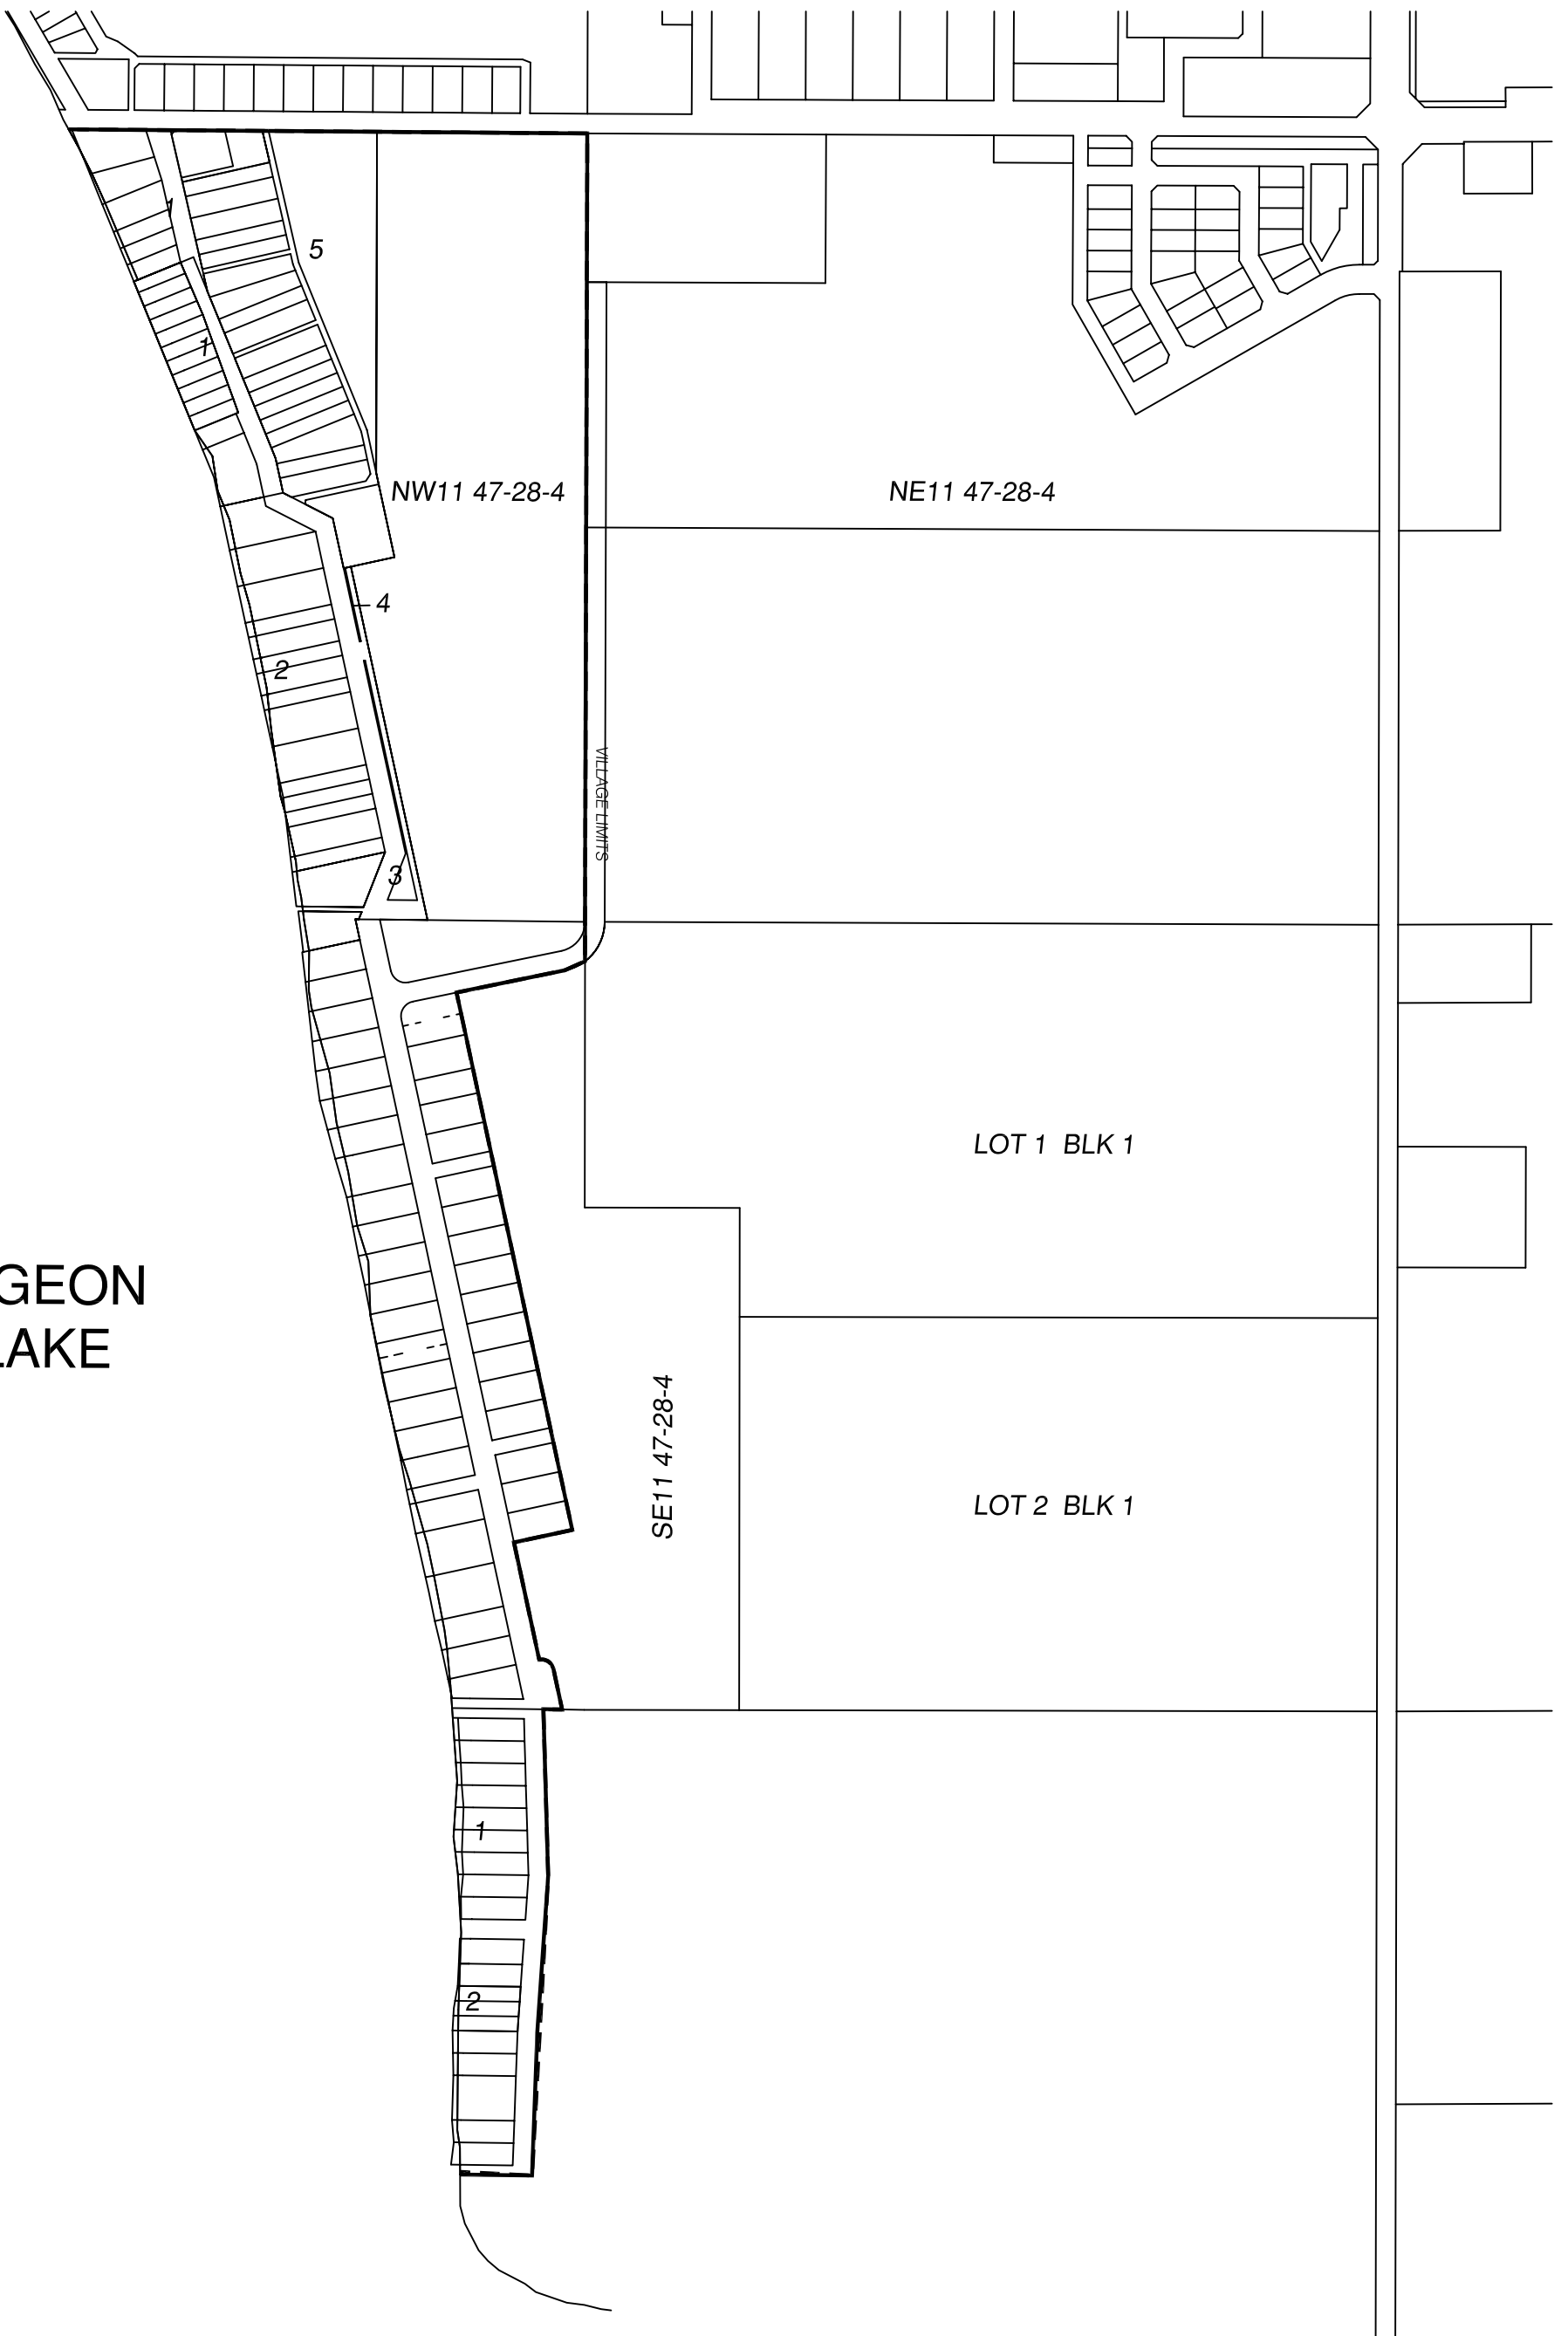 1
5
1
NW11 47-28-4
NE11 47-28-4
4
2
VILLAGE LIMITS
3
LOT 1 BLK 1
GEON
LAKE
SE11 47-28-4
LOT 2 BLK 1
1
2